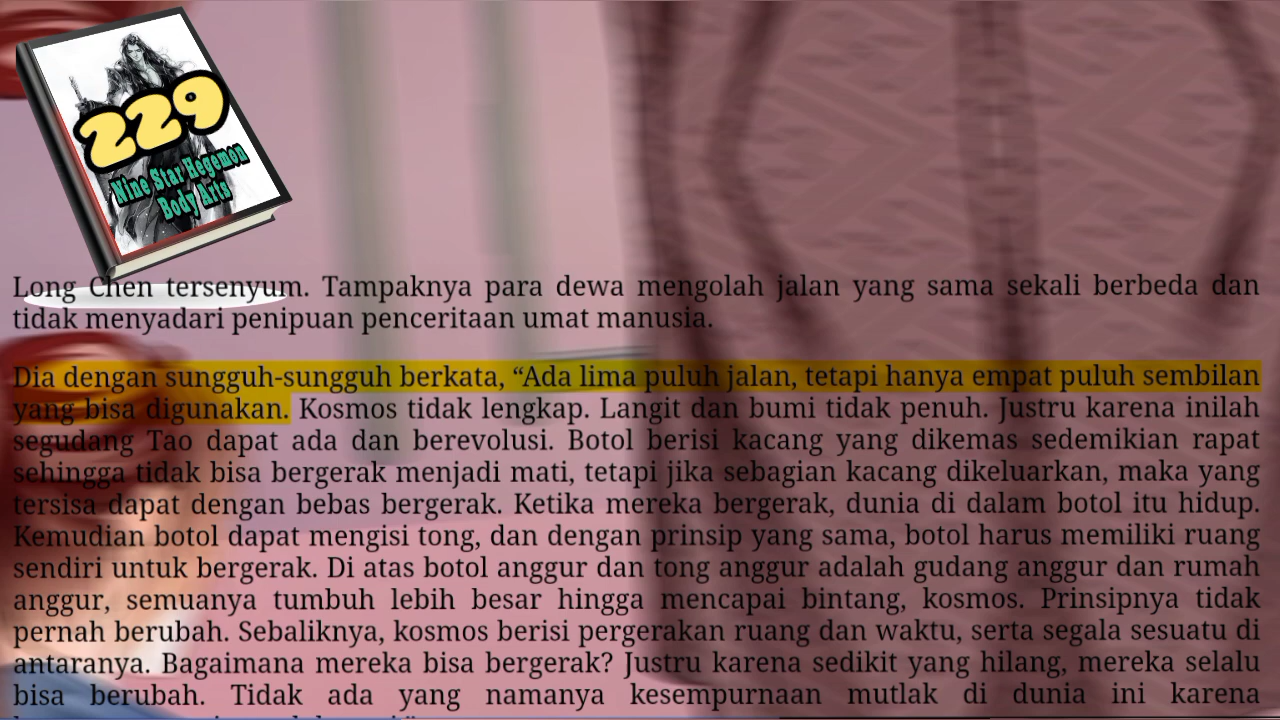 229
Nine Star Hegemon
Body Arts
Long Chen tersenyum. Tampaknya para dewa mengolah jalan yang sama sekali berbeda dan
tidak menyadari penipuan penceritaan umat manusia.
Dia dengan sungguh-sungguh berkata, “Ada lima puluh jalan, tetapi hanya empat puluh sembilan
yang bisa digunakan. Kosmos tidak lengkap. Langit dan bumi tidak penuh. Justru karena inilah
segudang Tao dapat ada dan berevolusi. Botol berisi kacang yang dikemas sedemikian rapat
sehingga tidak bisa bergerak menjadi mati, tetapi jika sebagian kacang dikeluarkan, maka yang
tersisa dapat dengan bebas bergerak. Ketika mereka bergerak, dunia di dalam botol itu hidup.
Kemudian botol dapat mengisi tong, dan dengan prinsip yang sama, botol harus memiliki ruang
sendiri untuk bergerak. Di atas botol anggur dan tong anggur adalah gudang anggur dan rumah
anggur, semuanya tumbuh lebih besar hingga mencapai bintang, kosmos. Prinsipnya tidak
pernah berubah. Sebaliknya, kosmos berisi pergerakan ruang dan waktu, serta segala sesuatu di
antaranya. Bagaimana mereka bisa bergerak? Justru karena sedikit yang hilang, mereka selalu
bisa berubah. Tidak ada yang namanya kesempurnaan mutlak di dunia ini karena